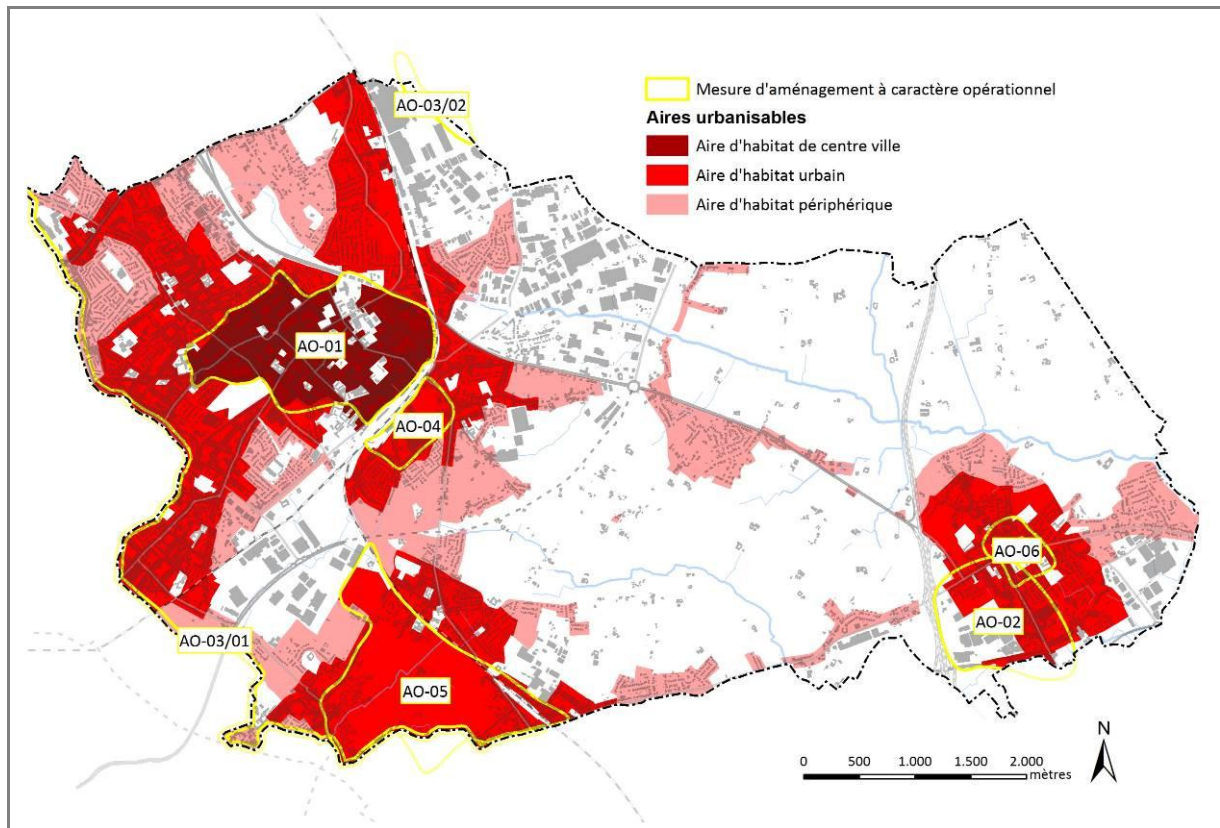 AO-03/02
Mesure d'aménagement à caractère opérationnel
Aires urbanisables
Aire d'habitat de centre ville
Aire d'habitat urbain
Aire d'habitat périphérique
AO-01
AO-04
AO-06
AO-02
AO-03/01
AO-05
N
0 500 1.000 1.500 2.000
mètres